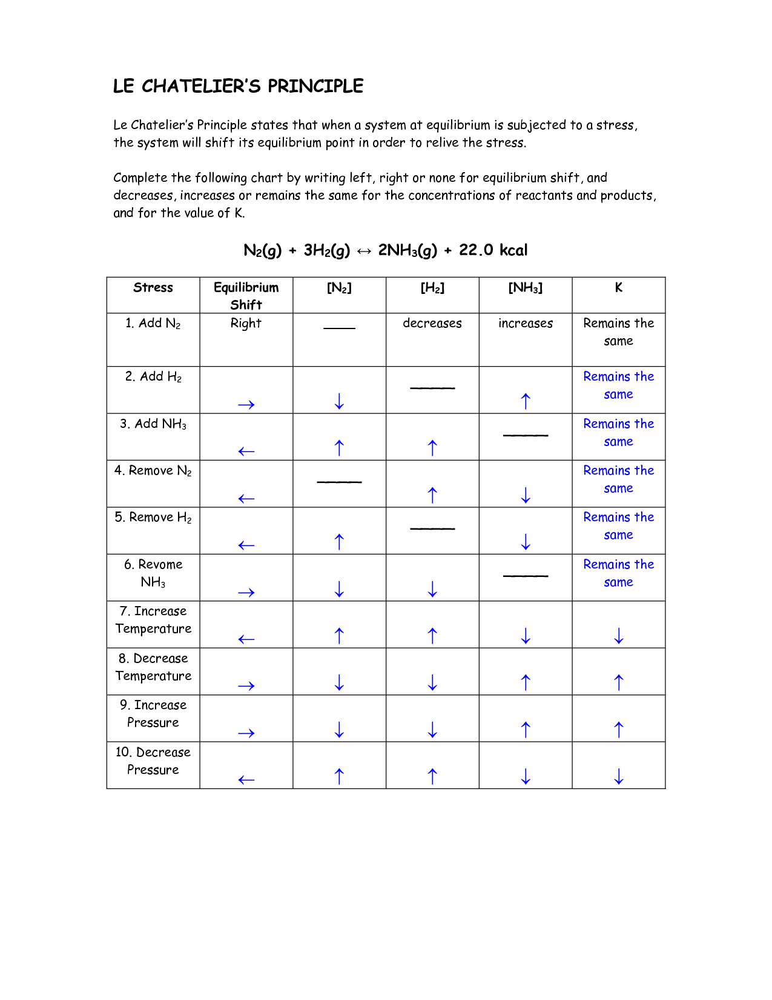 LE CHATELIER'S PRINCIPLE
Le Chatelier's Principle states that when a system at equilibrium is subjected to a stress,
the system will shift its equilibrium point in order to relive the stress.
Complete the following chart by writing left, right or none for equilibrium shift, and
decreases, increases or remains the same for the concentrations of reactants and products,
and for the value of K.
N₂(g) + 3H₂(g) ↔ 2NH₃(g) + 22.0 kcal
Stress Equilibrium Shift [N₂] [H₂] [NH₃] K
1. Add N₂ Right ____ decreases increases Remains the same
2. Add H₂ → ↓ _____ ↑ Remains the same
3. Add NH₃ ← ↑ ↑ _____ Remains the same
4. Remove N₂ ← _____ ↑ ↓ Remains the same
5. Remove H₂ ← ↑ _____ ↓ Remains the same
6. Revome NH₃ → ↓ ↓ _____ Remains the same
7. Increase Temperature ← ↑ ↑ ↓ ↓
8. Decrease Temperature → ↓ ↓ ↑ ↑
9. Increase Pressure → ↓ ↓ ↑ ↑
10. Decrease Pressure ← ↑ ↑ ↓ ↓